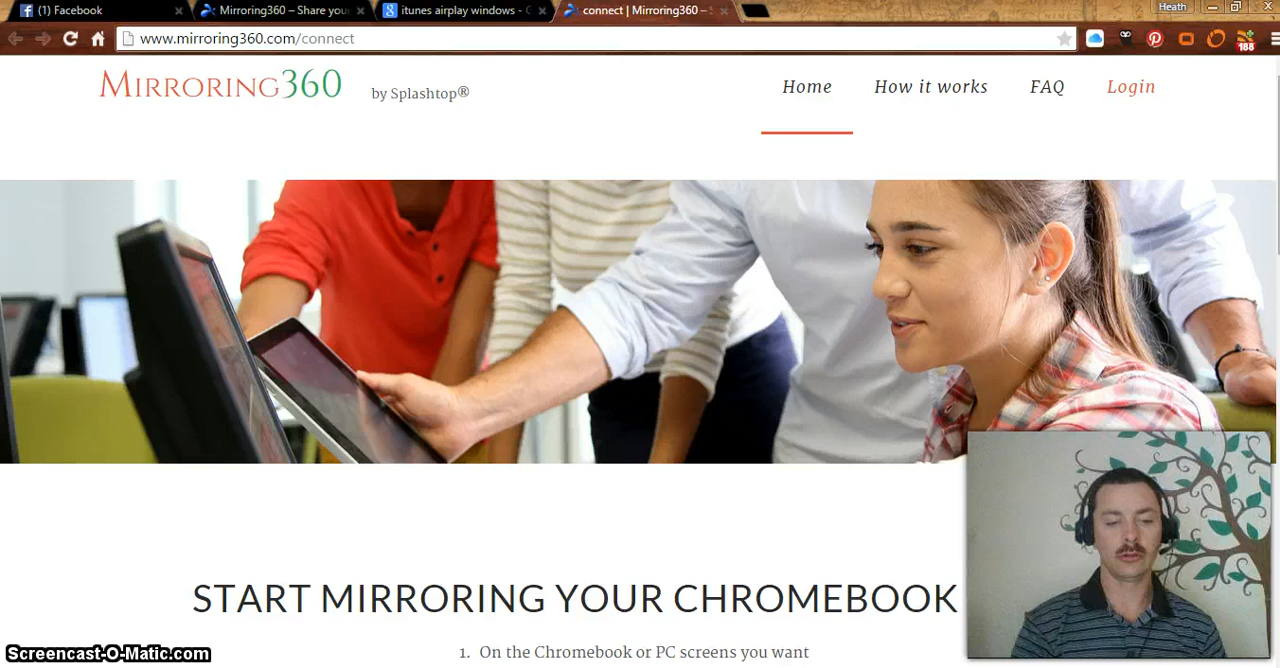 (1) Facebook
Mirroring360 – Share you
itunes airplay windows -
connect | Mirroring360 –
Heath
www.mirroring360.com/connect
188
MIRRORING360 by Splashtop®
Home How it works FAQ Login
START MIRRORING YOUR CHROMEBOOK
1. On the Chromebook or PC screens you want
Screencast-O-Matic.com